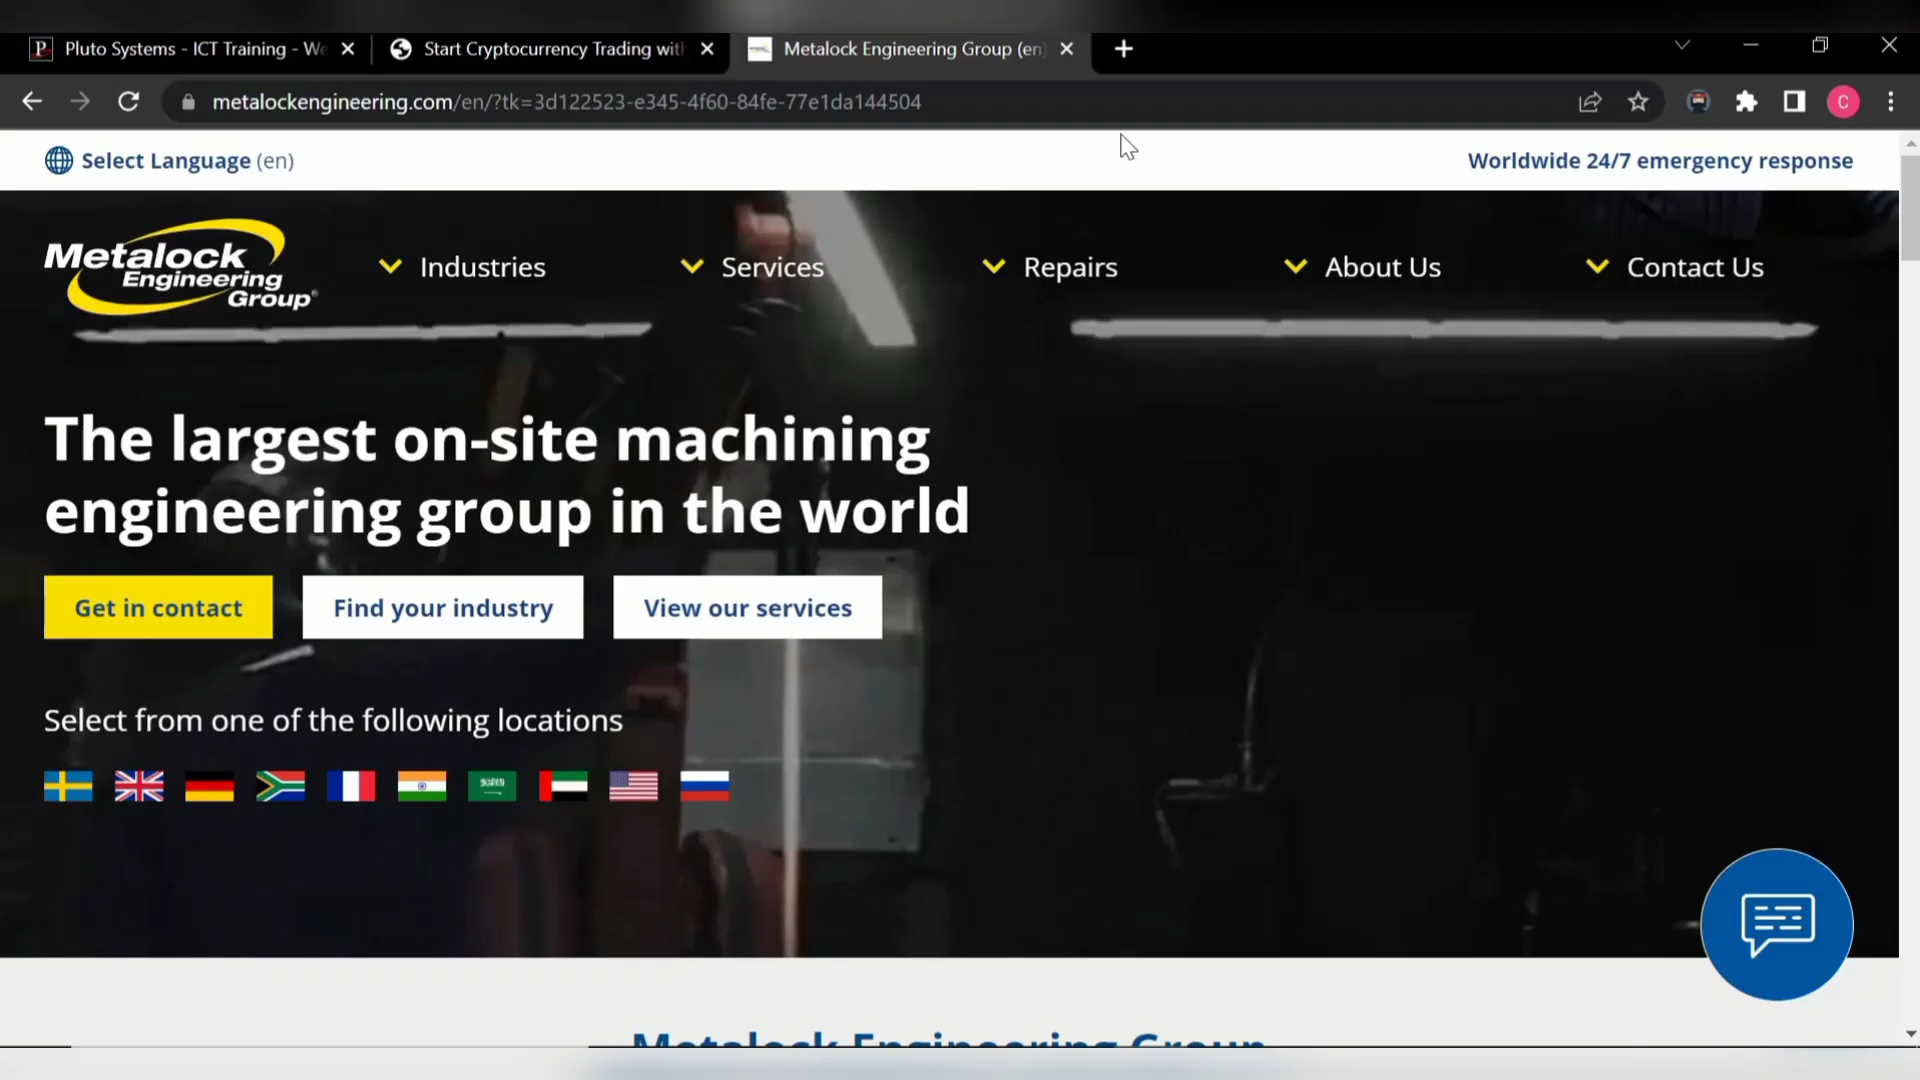 Pluto Systems - ICT Training - We
Start Cryptocurrency Trading with
Metalock Engineering Group (en)
metalockengineering.com/en/?tk=3d122523-e345-4f60-84fe-77e1da144504
C
Select Language (en)
Worldwide 24/7 emergency response
Metalock
Engineering
Group®
Industries
Services
Repairs
About Us
Contact Us
The largest on-site machining
engineering group in the world
Get in contact
Find your industry
View our services
Select from one of the following locations
Metalock Engineering Group